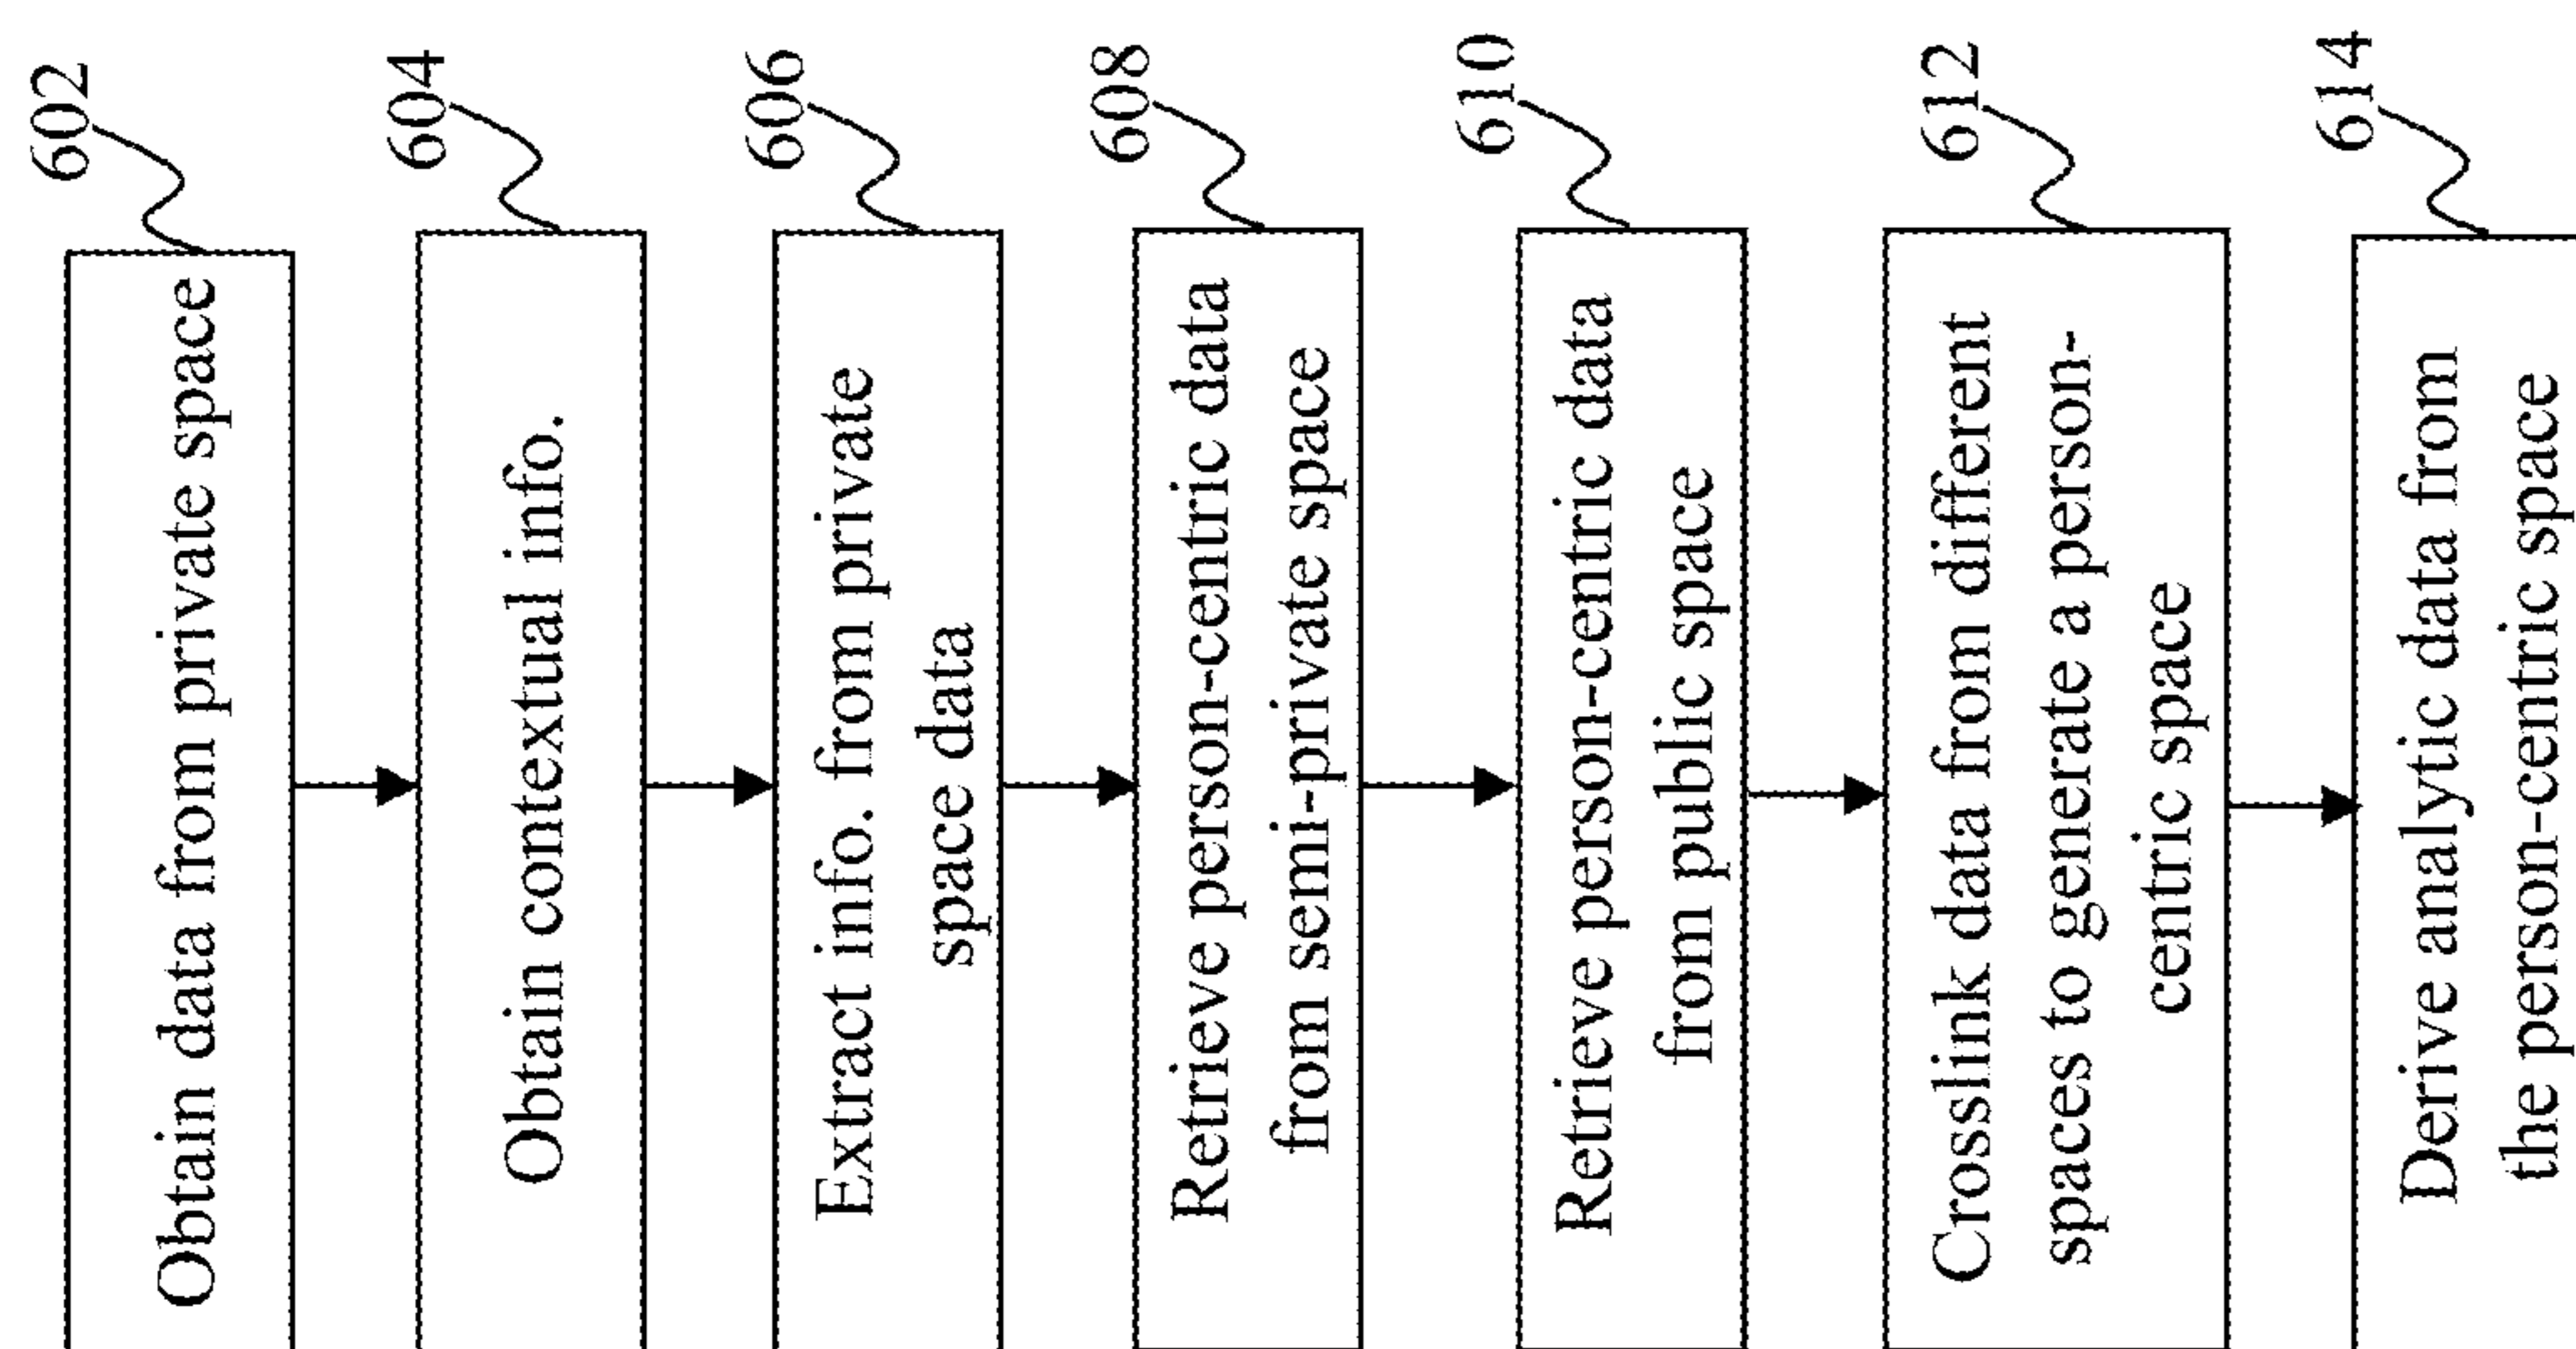 602
Obtain data from private space
604
Obtain contextual info.
606
Extract info. from private
space data
608
Retrieve person-centric data
from semi-private space
610
Retrieve person-centric data
from public space
612
Crosslink data from different
spaces to generate a person-
centric space
614
Derive analytic data from
the person-centric space